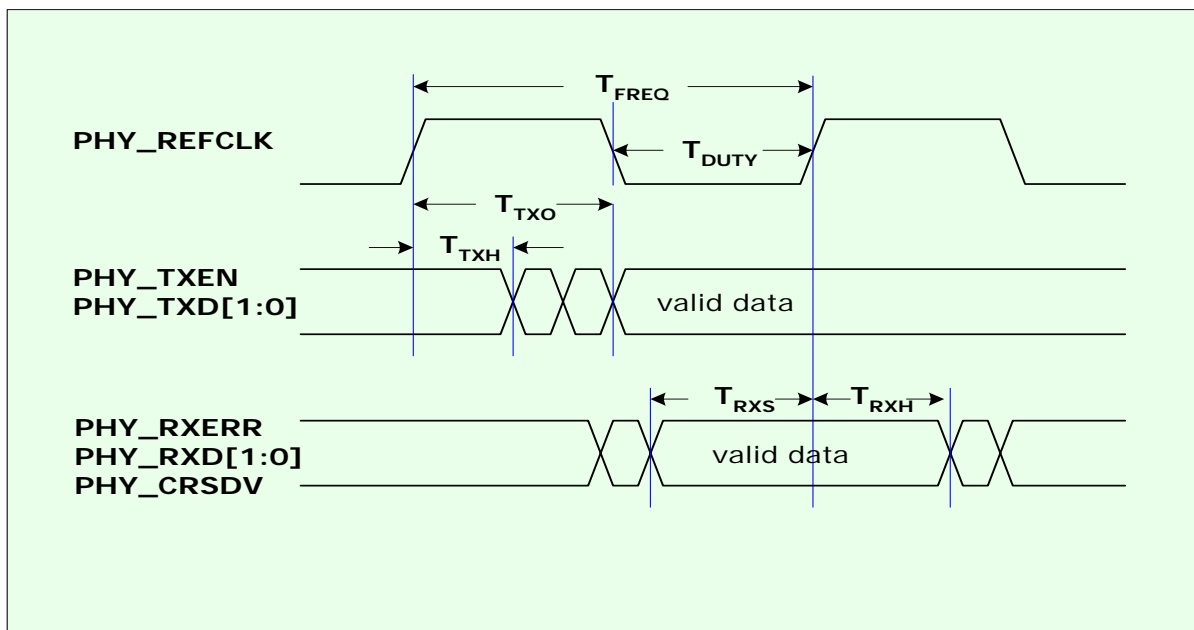 T_FREQ
PHY_REFCLK
T_DUTY
T_TXO
T_TXH
PHY_TXEN
PHY_TXD[1:0]
valid data
T_RXS
T_RXH
PHY_RXERR
PHY_RXD[1:0]
valid data
PHY_CRSDV